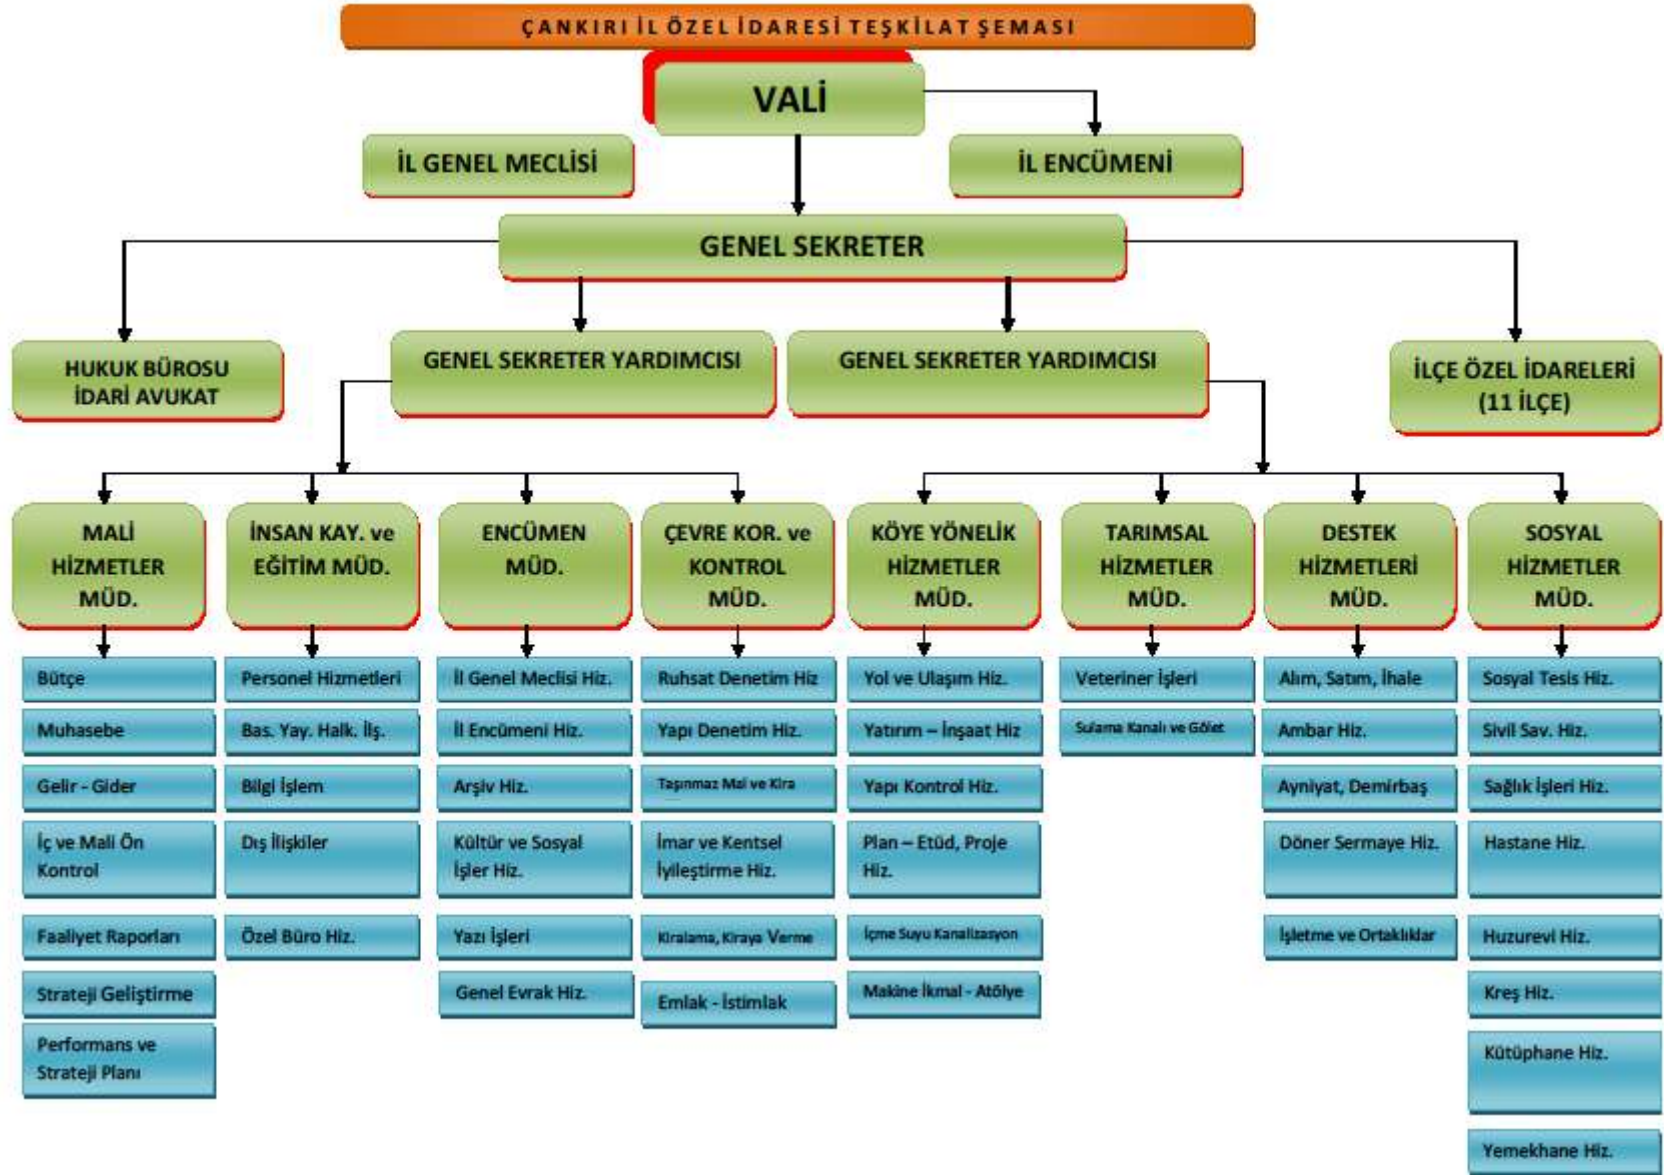 ÇANKIRI İL ÖZEL İDARESİ TEŞKİLAT ŞEMASI
VALİ
İL GENEL MECLİSİ
İL ENCÜMENİ
GENEL SEKRETER
HUKUK BÜROSU
İDARİ AVUKAT
GENEL SEKRETER YARDIMCISI
GENEL SEKRETER YARDIMCISI
İLÇE ÖZEL İDARELERİ
(11 İLÇE)
MALİ
HİZMETLER
MÜD.
Bütçe
Muhasebe
Gelir - Gider
İç ve Mali Ön
Kontrol
Faaliyet Raporları
Strateji Geliştirme
Performans ve
Strateji Planı
İNSAN KAY. ve
EĞİTİM MÜD.
Personel Hizmetleri
Bas. Yay. Halk. İlş.
Bilgi İşlem
Dış İlişkiler
Özel Büro Hiz.
ENCÜMEN
MÜD.
İl Genel Meclisi Hiz.
İl Encümeni Hiz.
Arşiv Hiz.
Kültür ve Sosyal
İşler Hiz.
Yazı İşleri
Genel Evrak Hiz.
ÇEVRE KOR. ve
KONTROL
MÜD.
Ruhsat Denetim Hiz
Yapı Denetim Hiz.
Taşınmaz Mal ve Kira
İmar ve Kentsel
İyileştirme Hiz.
Kiralama, Kiraya Verme
Emlak - İstimlak
KÖYE YÖNELİK
HİZMETLER
MÜD.
Yol ve Ulaşım Hiz.
Yatırım – İnşaat Hiz
Yapı Kontrol Hiz.
Plan – Etüd, Proje
Hiz.
İçme Suyu Kanalizasyon
Makine İkmal - Atölye
TARIMSAL
HİZMETLER
MÜD.
Veteriner İşleri
Sulama Kanalı ve Gölet
DESTEK
HİZMETLERİ
MÜD.
Alım, Satım, İhale
Ambar Hiz.
Ayniyat, Demirbaş
Döner Sermaye Hiz.
İşletme ve Ortaklıklar
SOSYAL
HİZMETLER
MÜD.
Sosyal Tesis Hiz.
Sivil Sav. Hiz.
Sağlık İşleri Hiz.
Hastane Hiz.
Huzurevi Hiz.
Kreş Hiz.
Kütüphane Hiz.
Yemekhane Hiz.